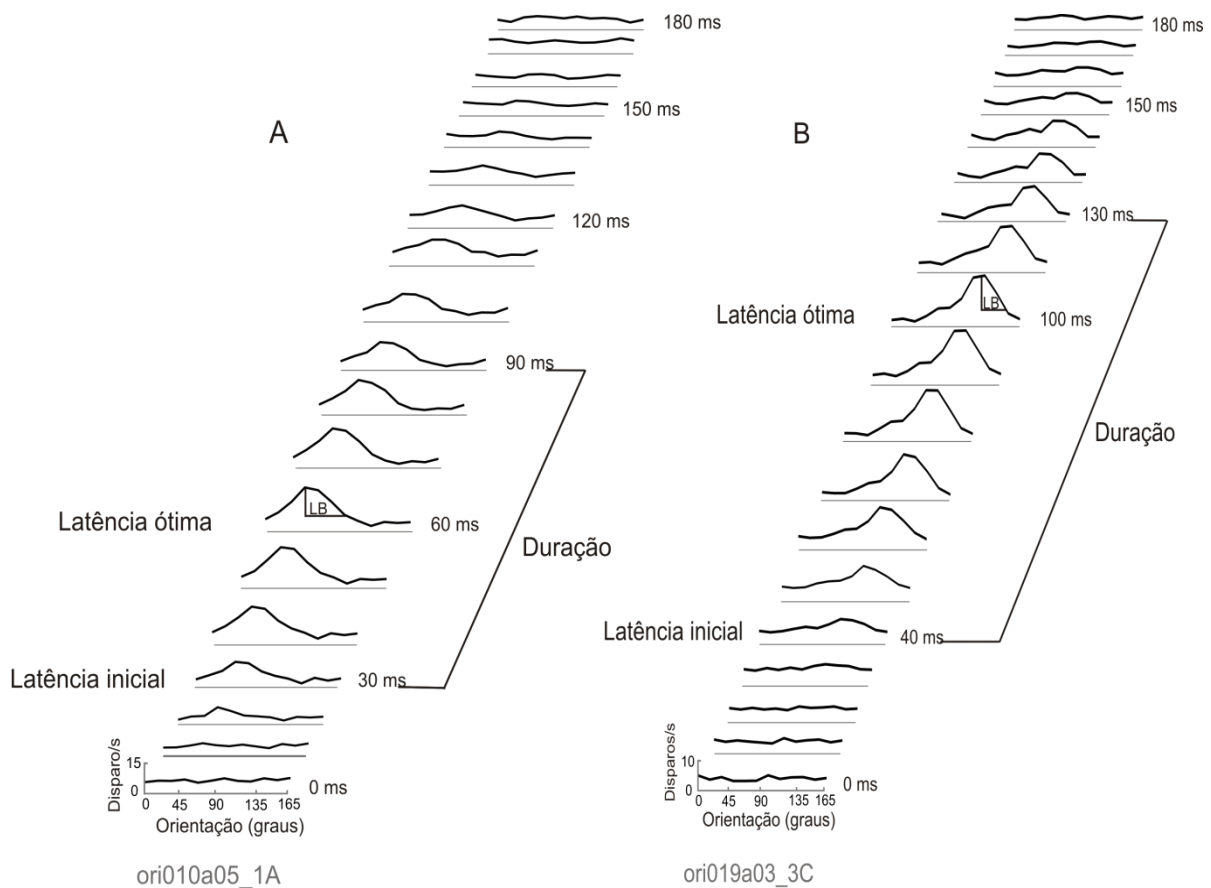 A
180 ms
150 ms
120 ms
90 ms
Latência ótima
LB
60 ms
Duração
Latência inicial
30 ms
Disparo/s
15
0
0 ms
0 45 90 135 165
Orientação (graus)
ori010a05_1A
B
180 ms
150 ms
130 ms
Latência ótima
LB
100 ms
Duração
Latência inicial
40 ms
Disparos/s
10
0
0 ms
0 45 90 135 165
Orientação (graus)
ori019a03_3C